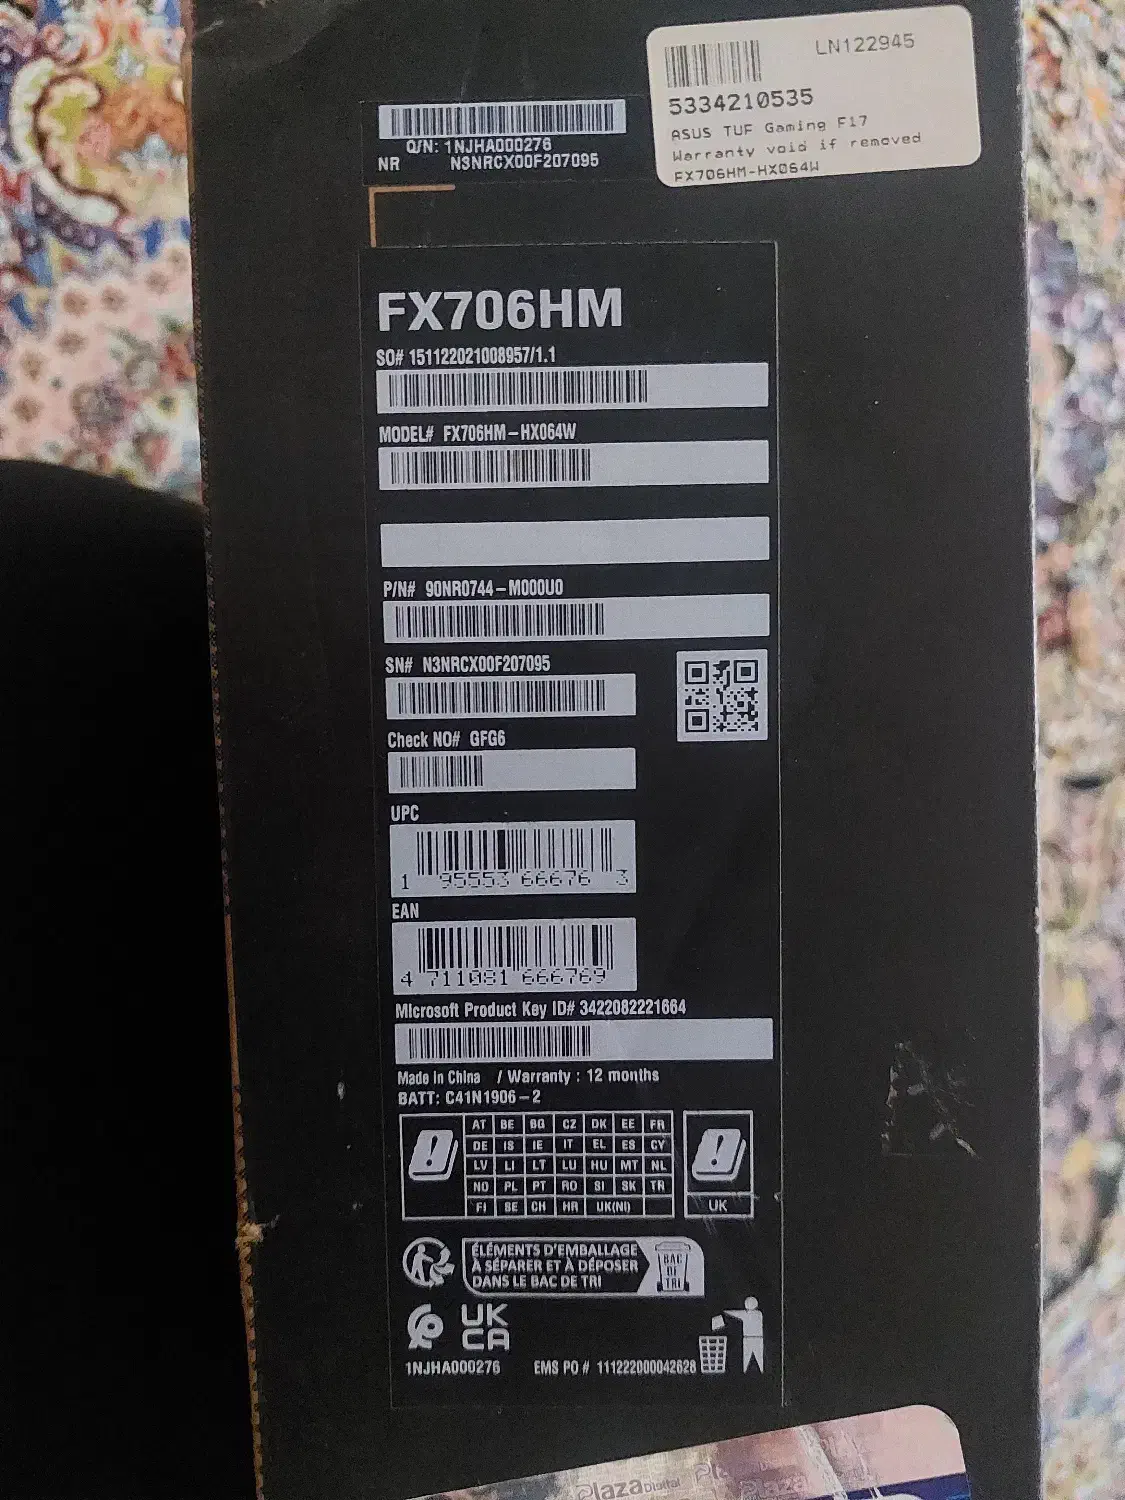 LN122945
5334210535
ASUS TUF Gaming F17
Warranty void if removed
FX706HM-HX064W
Q/N: 1NJHA000276
NR N3NRCX00F207095
FX706HM
SO# 151122021008957/1.1
MODEL# FX706HM-HX064W
P/N# 90NR0744-M000U0
SN# N3NRCX00F207095
Check NO# GFG6
UPC
1 95553 66676 3
EAN
4 711081 666769
Microsoft Product Key ID# 3422082221664
Made in China / Warranty : 12 months
BATT: C41N1906-2
AT BE BG CZ DK EE FR
DE IS IE IT EL ES CY
LV LI LT LU HU MT NL
NO PL PT RO SI SK TR
FI SE CH HR UK(NI)
UK
ÉLÉMENTS D'EMBALLAGE
À SÉPARER ET À DÉPOSER
DANS LE BAC DE TRI
BAC
DE
TRI
UK
CA
1NJHA000276 EMS PO # 111222000042628
Plaza Digital